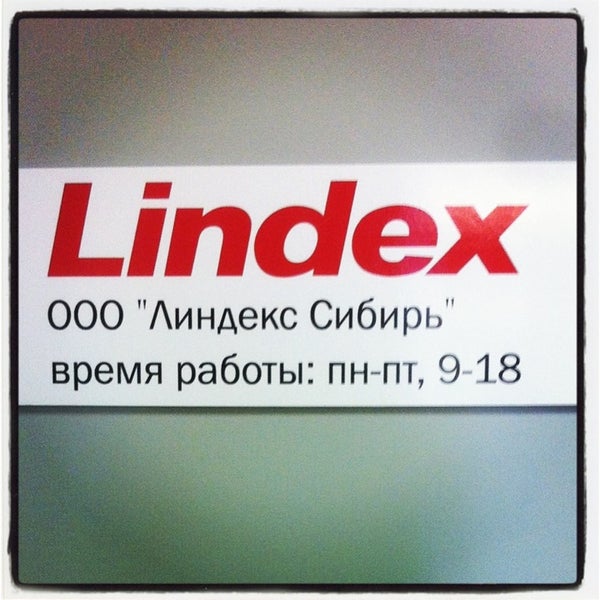 Lindex
ООО "Линдекс Сибирь"
время работы: пн-пт, 9-18